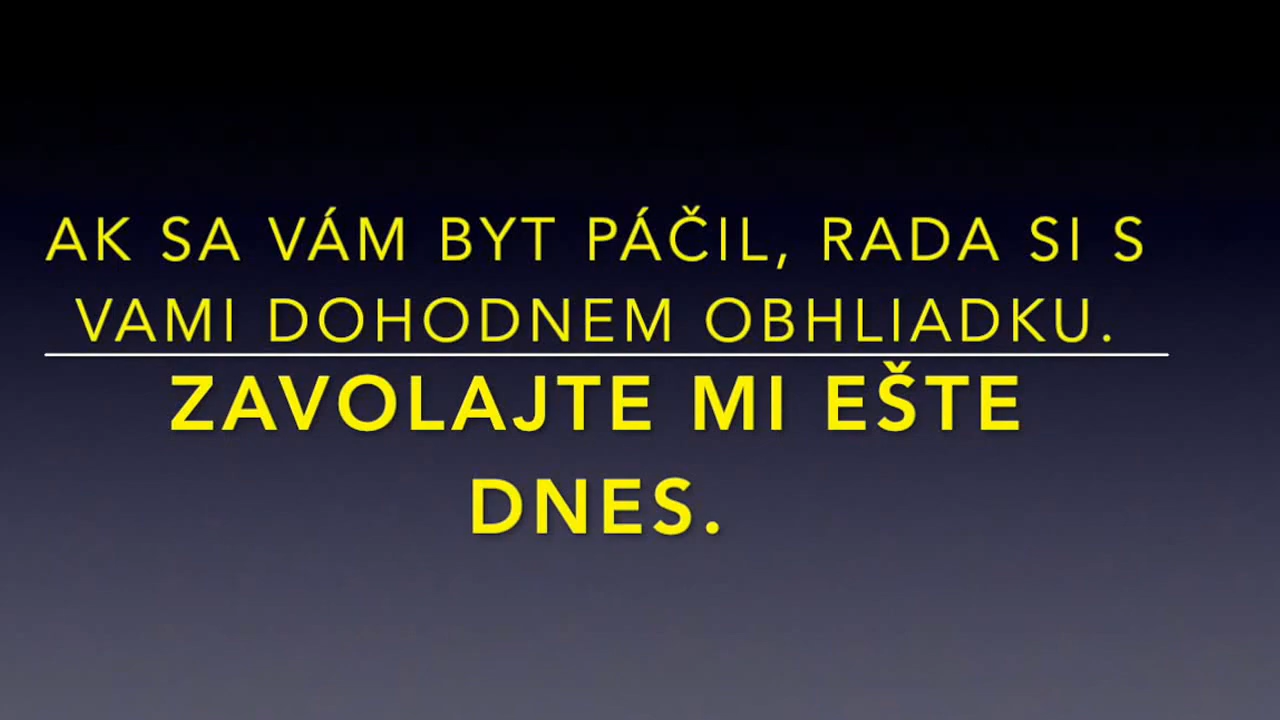 AK SA VÁM BYT PÁČIL, RADA SI S
VAMI DOHODNEM OBHLIADKU.
ZAVOLAJTE MI EŠTE
DNES.